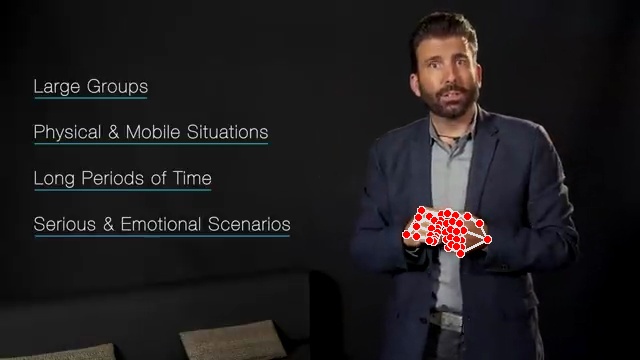 Large Groups
Physical & Mobile Situations
Long Periods of Time
Serious & Emotional Scenarios